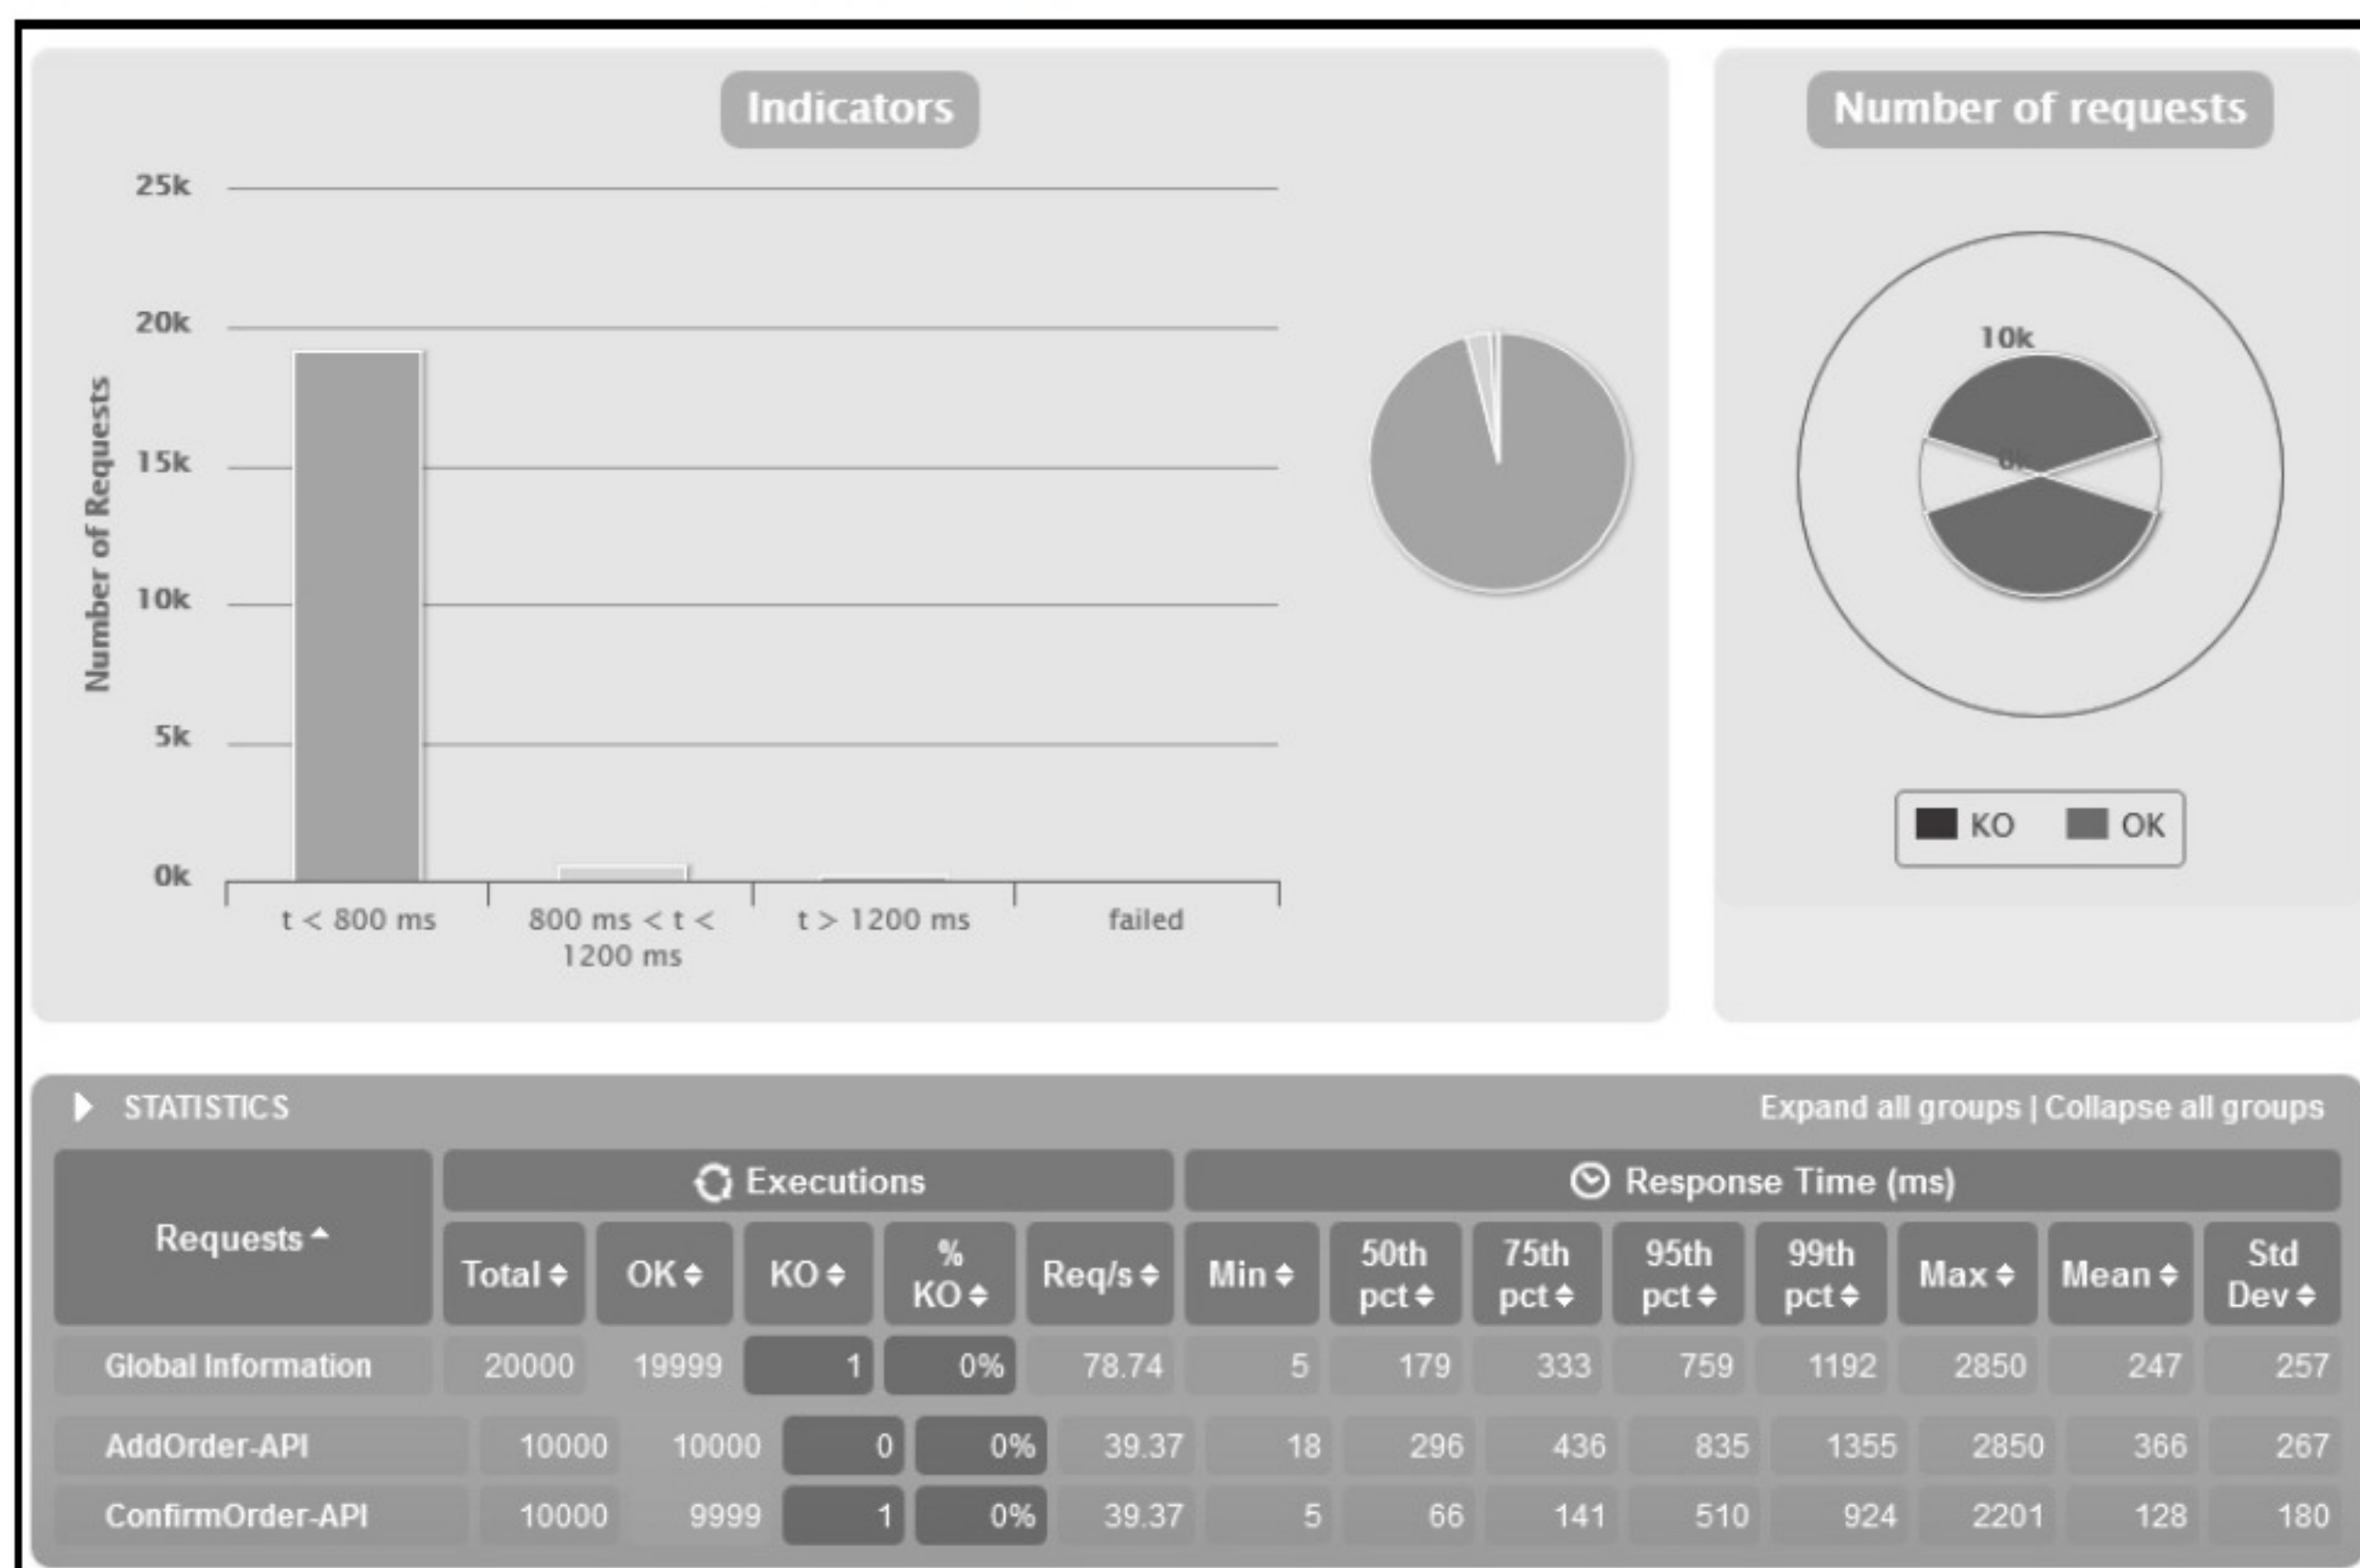 Indicators
25k
20k
15k
10k
5k
0k
Number of Requests
t < 800 ms
800 ms < t <
1200 ms
t > 1200 ms
failed
Number of requests
10k
KO OK
STATISTICS
Expand all groups | Collapse all groups
Requests
Executions
Response Time (ms)
Total OK KO % KO Req/s Min 50th pct 75th pct 95th pct 99th pct Max Mean Std Dev
Global Information 20000 19999 1 0% 78.74 5 179 333 759 1192 2850 247 257
AddOrder-API 10000 10000 0 0% 39.37 18 296 436 835 1355 2850 366 267
ConfirmOrder-API 10000 9999 1 0% 39.37 5 66 141 510 924 2201 128 180